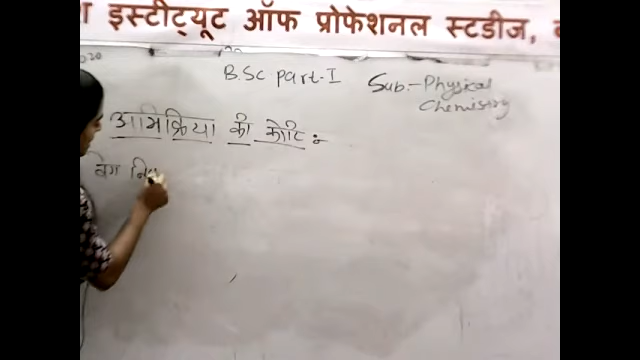 इंस्टीट्यूट ऑफ प्रोफेशनल स्टडीज,
B.Sc part-I Sub:- Physical
Chemistry
अभिक्रिया की कोटि :-
वेग